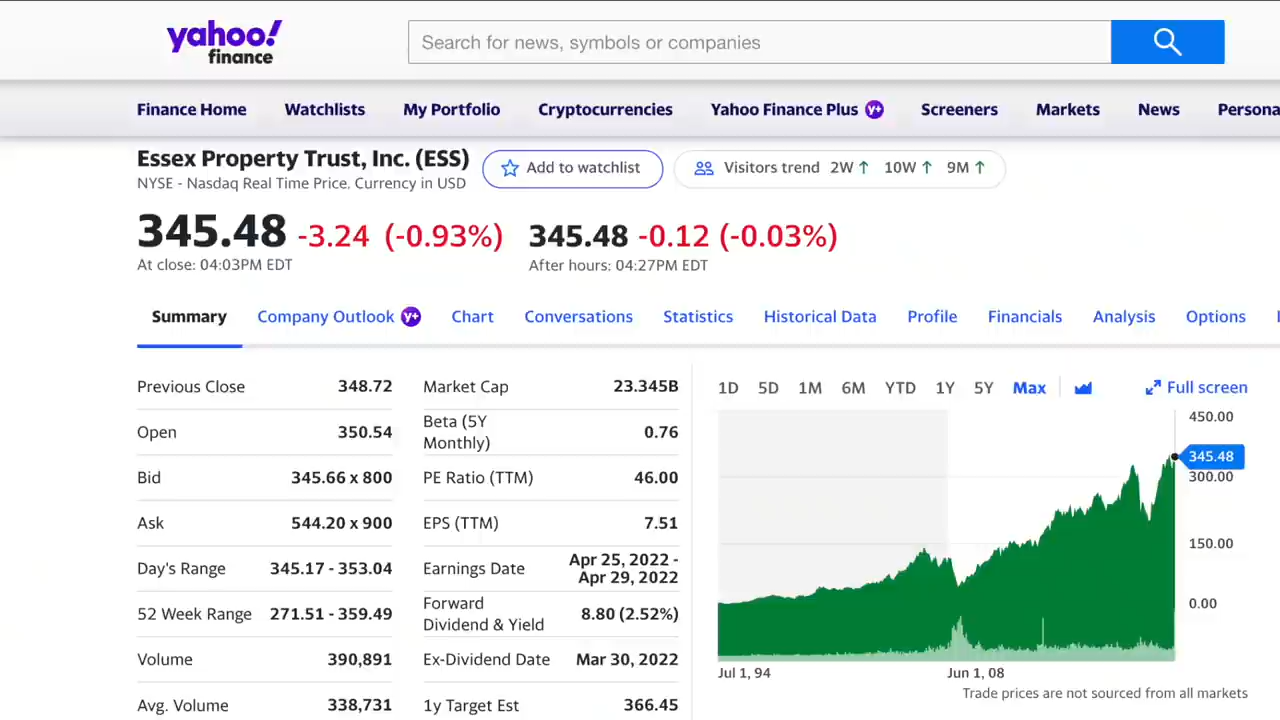 yahoo!
finance
Search for news, symbols or companies
Finance Home Watchlists My Portfolio Cryptocurrencies Yahoo Finance Plus y+ Screeners Markets News Persona
Essex Property Trust, Inc. (ESS)
NYSE - Nasdaq Real Time Price. Currency in USD
Add to watchlist
Visitors trend 2W ↑ 10W ↑ 9M ↑
345.48 -3.24 (-0.93%)
At close: 04:03PM EDT
345.48 -0.12 (-0.03%)
After hours: 04:27PM EDT
Summary Company Outlook y+ Chart Conversations Statistics Historical Data Profile Financials Analysis Options
Previous Close 348.72
Open 350.54
Bid 345.66 x 800
Ask 544.20 x 900
Day's Range 345.17 - 353.04
52 Week Range 271.51 - 359.49
Volume 390,891
Avg. Volume 338,731
Market Cap 23.345B
Beta (5Y
Monthly) 0.76
PE Ratio (TTM) 46.00
EPS (TTM) 7.51
Earnings Date Apr 25, 2022 -
Apr 29, 2022
Forward
Dividend & Yield 8.80 (2.52%)
Ex-Dividend Date Mar 30, 2022
1y Target Est 366.45
1D 5D 1M 6M YTD 1Y 5Y Max Full screen
450.00
345.48
300.00
150.00
0.00
Jul 1, 94 Jun 1, 08
Trade prices are not sourced from all markets